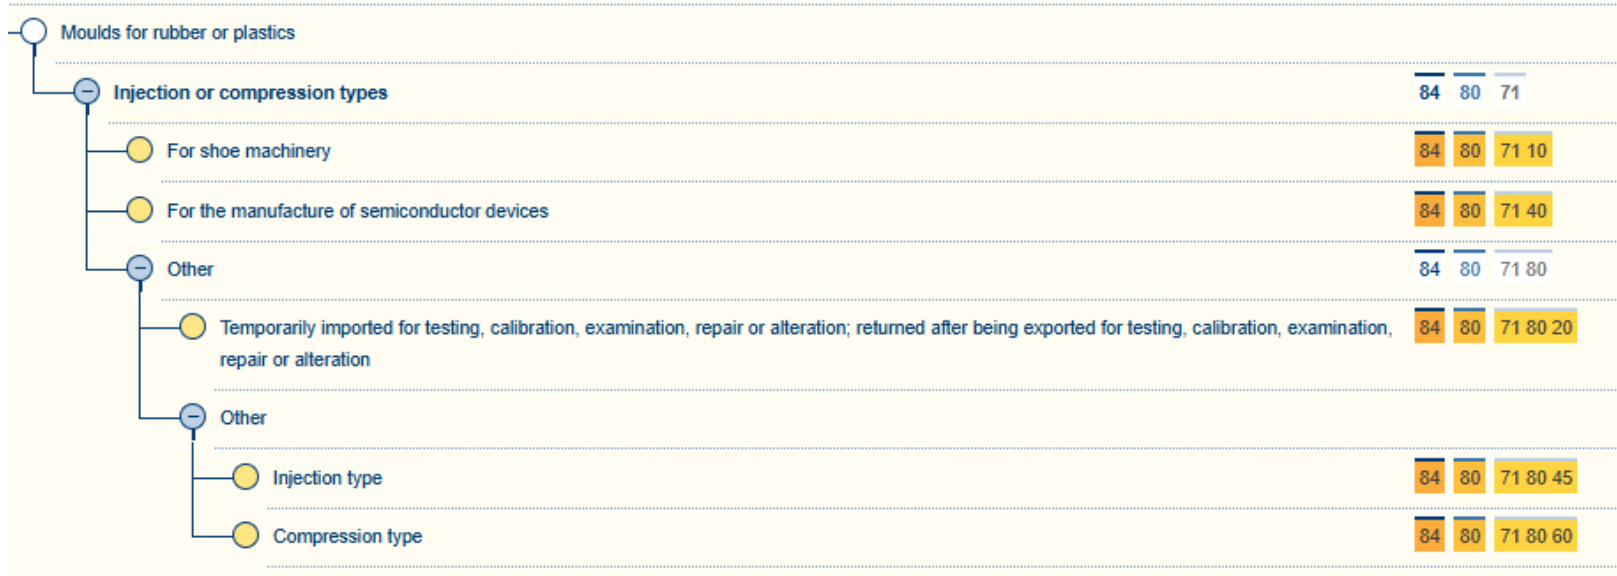 Moulds for rubber or plastics
Injection or compression types 84 80 71
For shoe machinery 84 80 71 10
For the manufacture of semiconductor devices 84 80 71 40
Other 84 80 71 80
Temporarily imported for testing, calibration, examination, repair or alteration; returned after being exported for testing, calibration, examination, 84 80 71 80 20
repair or alteration
Other
Injection type 84 80 71 80 45
Compression type 84 80 71 80 60